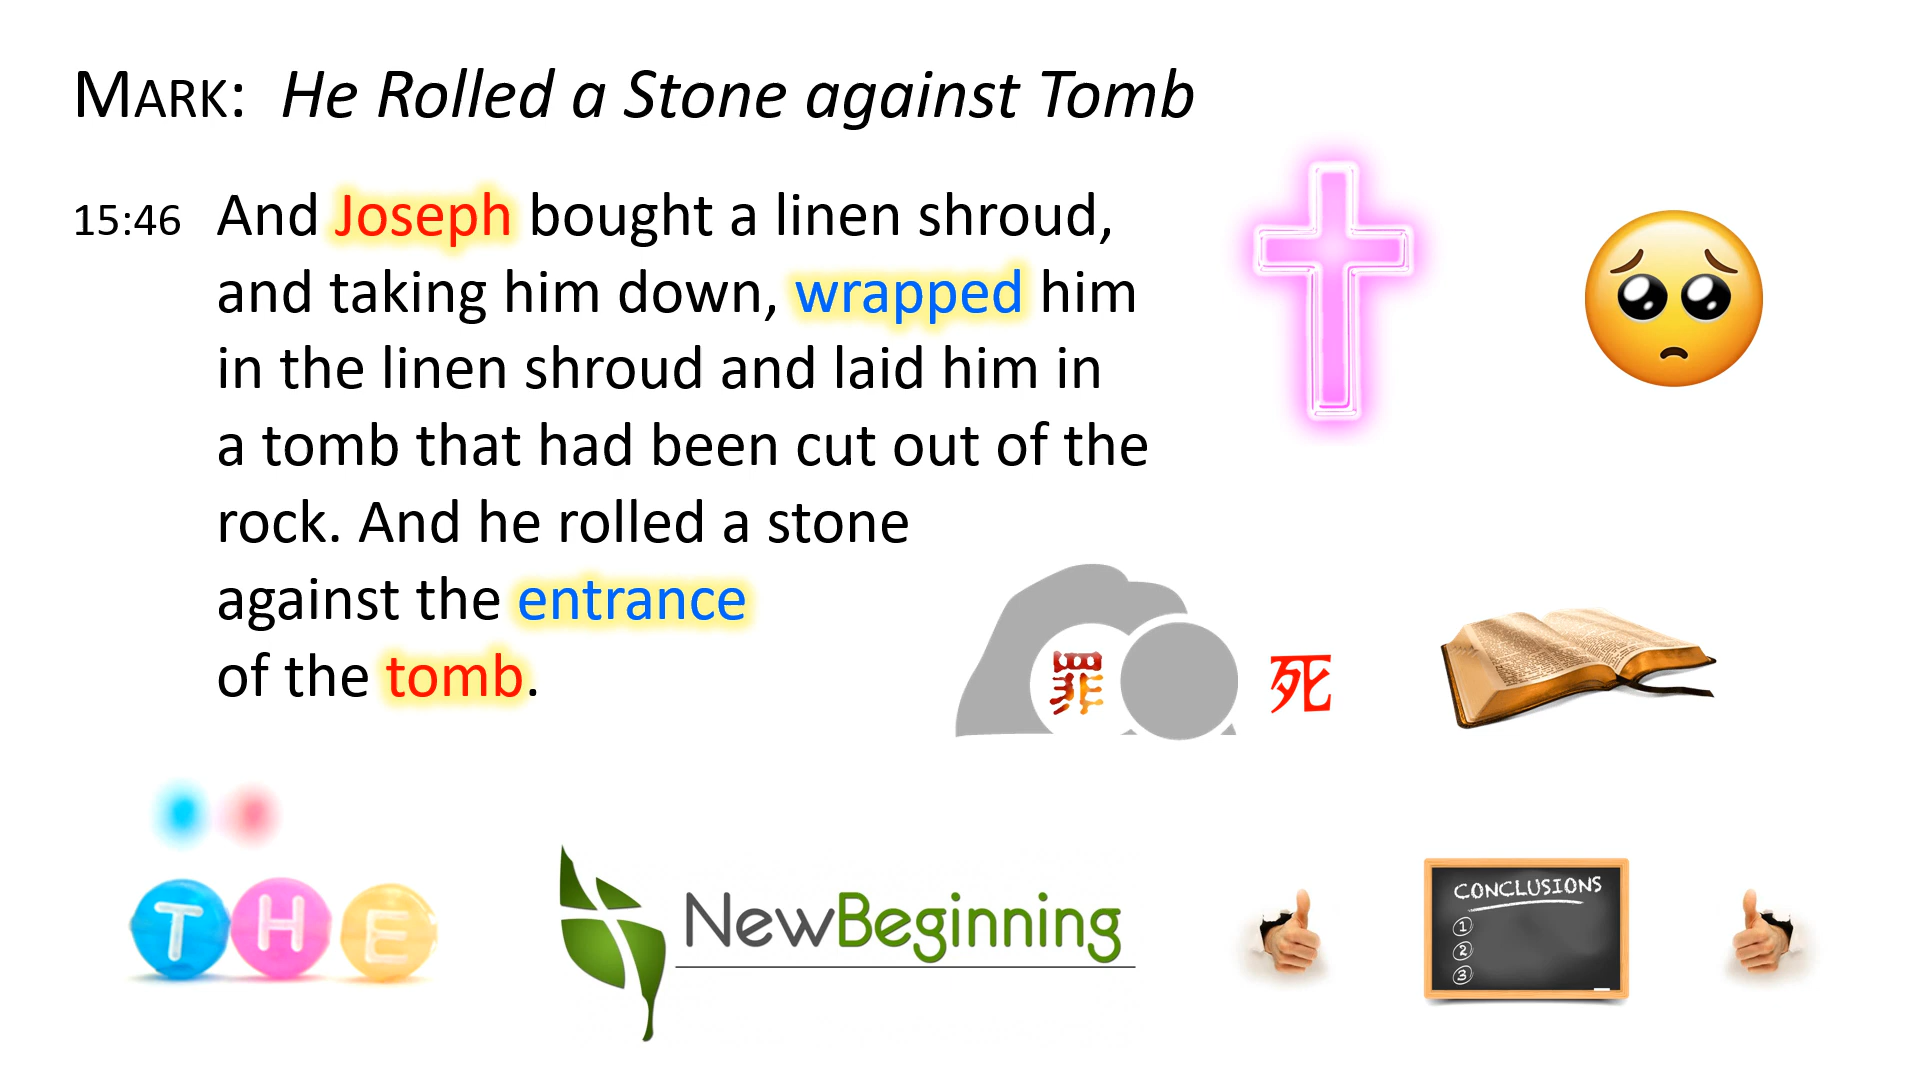 MARK: He Rolled a Stone against Tomb
15:46 And Joseph bought a linen shroud,
and taking him down, wrapped him
in the linen shroud and laid him in
a tomb that had been cut out of the
rock. And he rolled a stone
against the entrance
of the tomb.
罪 死
THE
NewBeginning
CONCLUSIONS
1
2
3